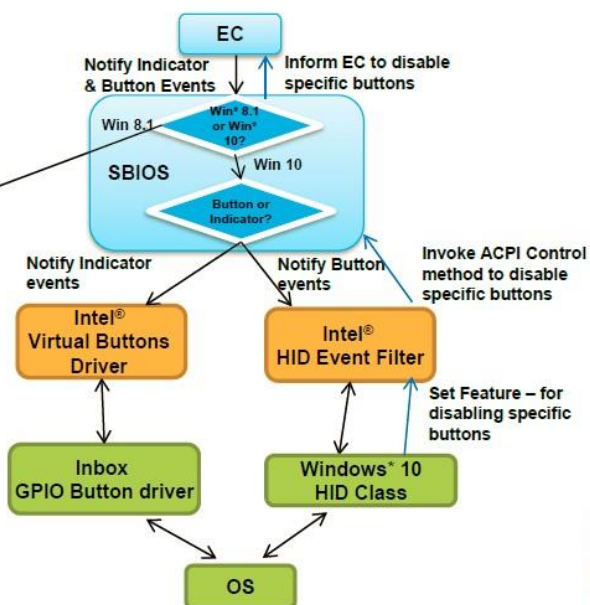 EC
Notify Indicator
& Button Events
Inform EC to disable
specific buttons
Win 8.1
Win* 8.1
or Win*
10?
Win 10
SBIOS
Button or
Indicator?
Notify Indicator
events
Notify Button
events
Invoke ACPI Control
method to disable
specific buttons
Intel®
Virtual Buttons
Driver
Intel®
HID Event Filter
Set Feature – for
disabling specific
buttons
Inbox
GPIO Button driver
Windows* 10
HID Class
OS